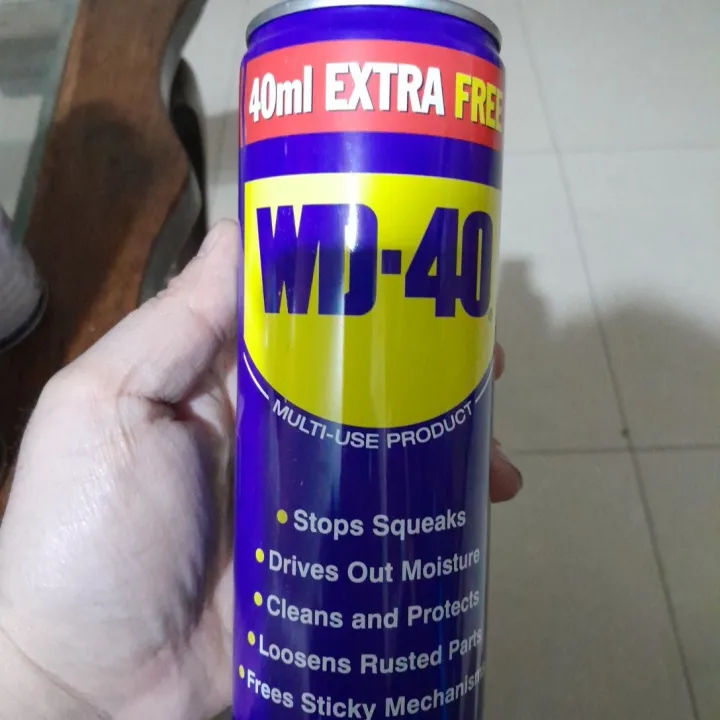 40ml EXTRA FREE
WD-40
MULTI-USE PRODUCT
• Stops Squeaks
• Drives Out Moisture
• Cleans and Protects
• Loosens Rusted Parts
• Frees Sticky Mechanism